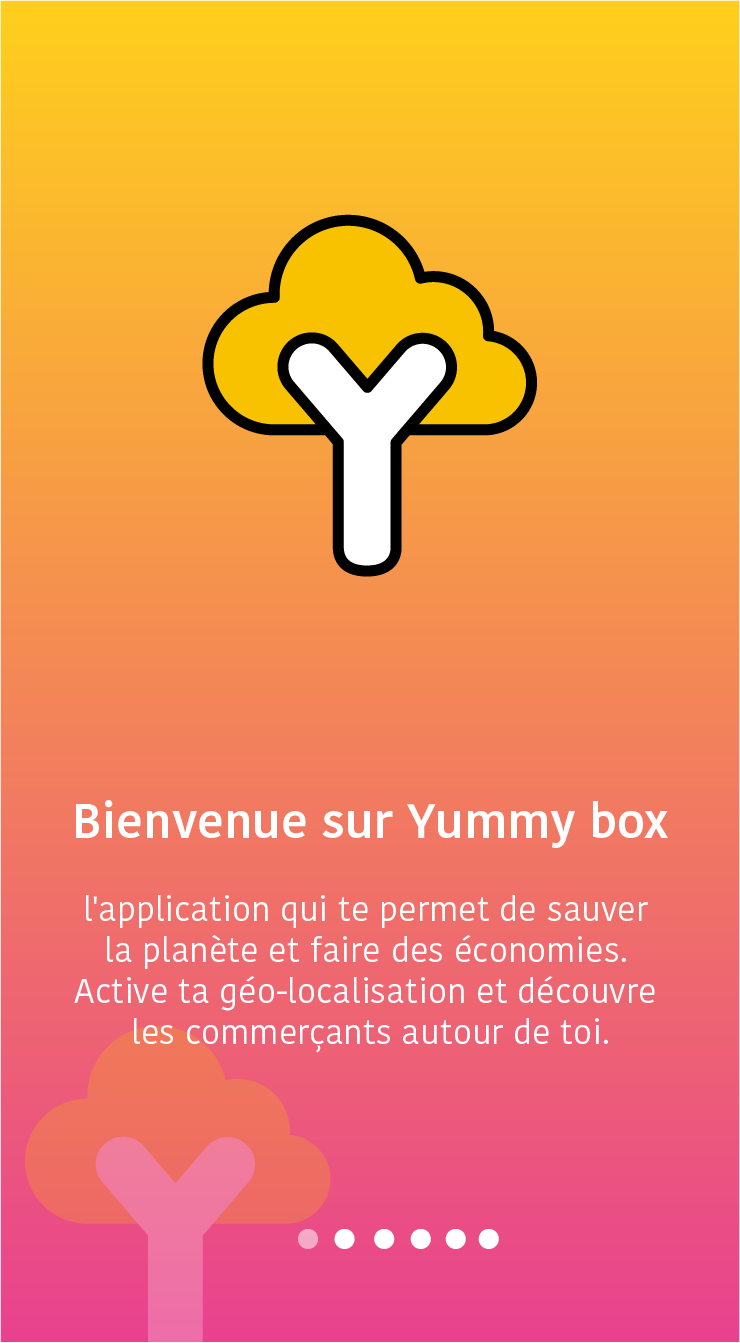 Bienvenue sur Yummy box
l'application qui te permet de sauver
la planète et faire des économies.
Active ta géo-localisation et découvre
les commerçants autour de toi.